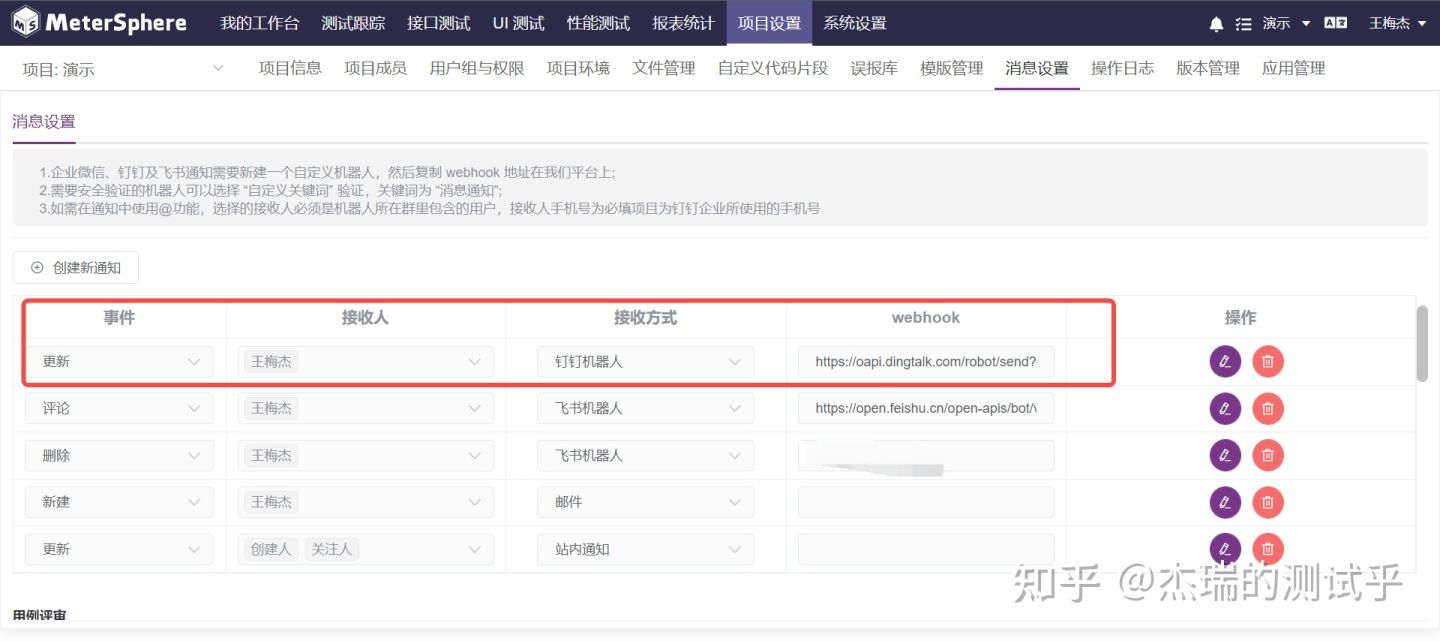 MeterSphere 我的工作台 测试跟踪 接口测试 UI 测试 性能测试 报表统计 项目设置 系统设置 演示 王梅杰
项目: 演示 项目信息 项目成员 用户组与权限 项目环境 文件管理 自定义代码片段 误报库 模版管理 消息设置 操作日志 版本管理 应用管理
消息设置
1.企业微信、钉钉及飞书通知需要新建一个自定义机器人，然后复制 webhook 地址在我们平台上;
2.需要安全验证的机器人可以选择 “自定义关键词” 验证，关键词为 “消息通知”;
3.如需在通知中使用@功能，选择的接收人必须是机器人所在群里包含的用户，接收人手机号为必填项目为钉钉企业所使用的手机号
创建新通知
事件 接收人 接收方式 webhook 操作
更新 王梅杰 钉钉机器人 https://oapi.dingtalk.com/robot/send?
评论 王梅杰 飞书机器人 https://open.feishu.cn/open-apis/bot/
删除 王梅杰 飞书机器人
新建 王梅杰 邮件
更新 创建人 关注人 站内通知
知乎 @杰瑞的测试乎
用例评审